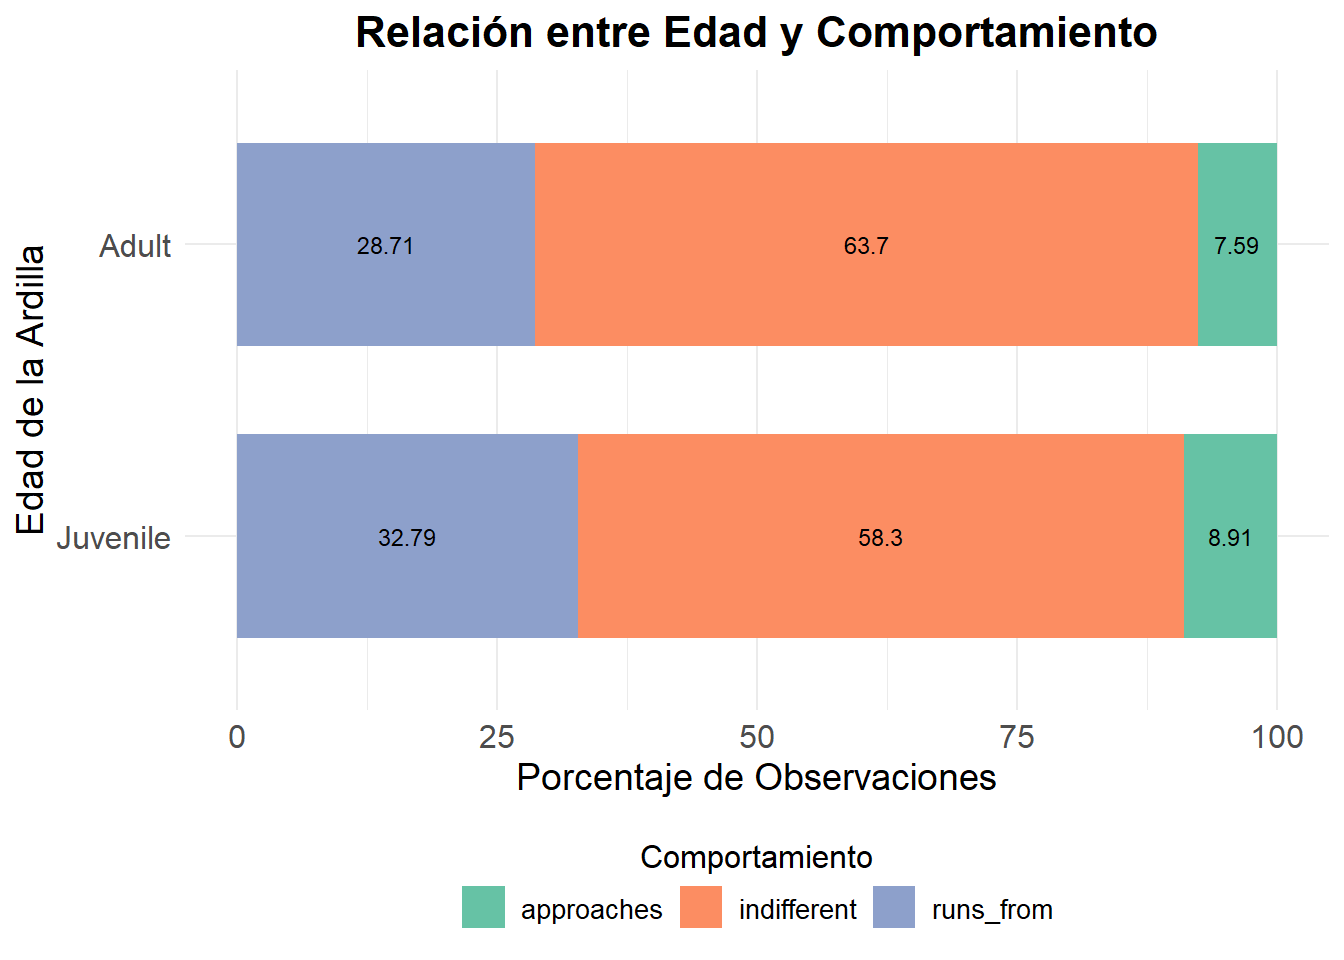 Relación entre Edad y Comportamiento
Edad de la Ardilla
Adult
28.71
63.7
7.59
Juvenile
32.79
58.3
8.91
0 25 50 75 100
Porcentaje de Observaciones
Comportamiento
approaches indifferent runs_from